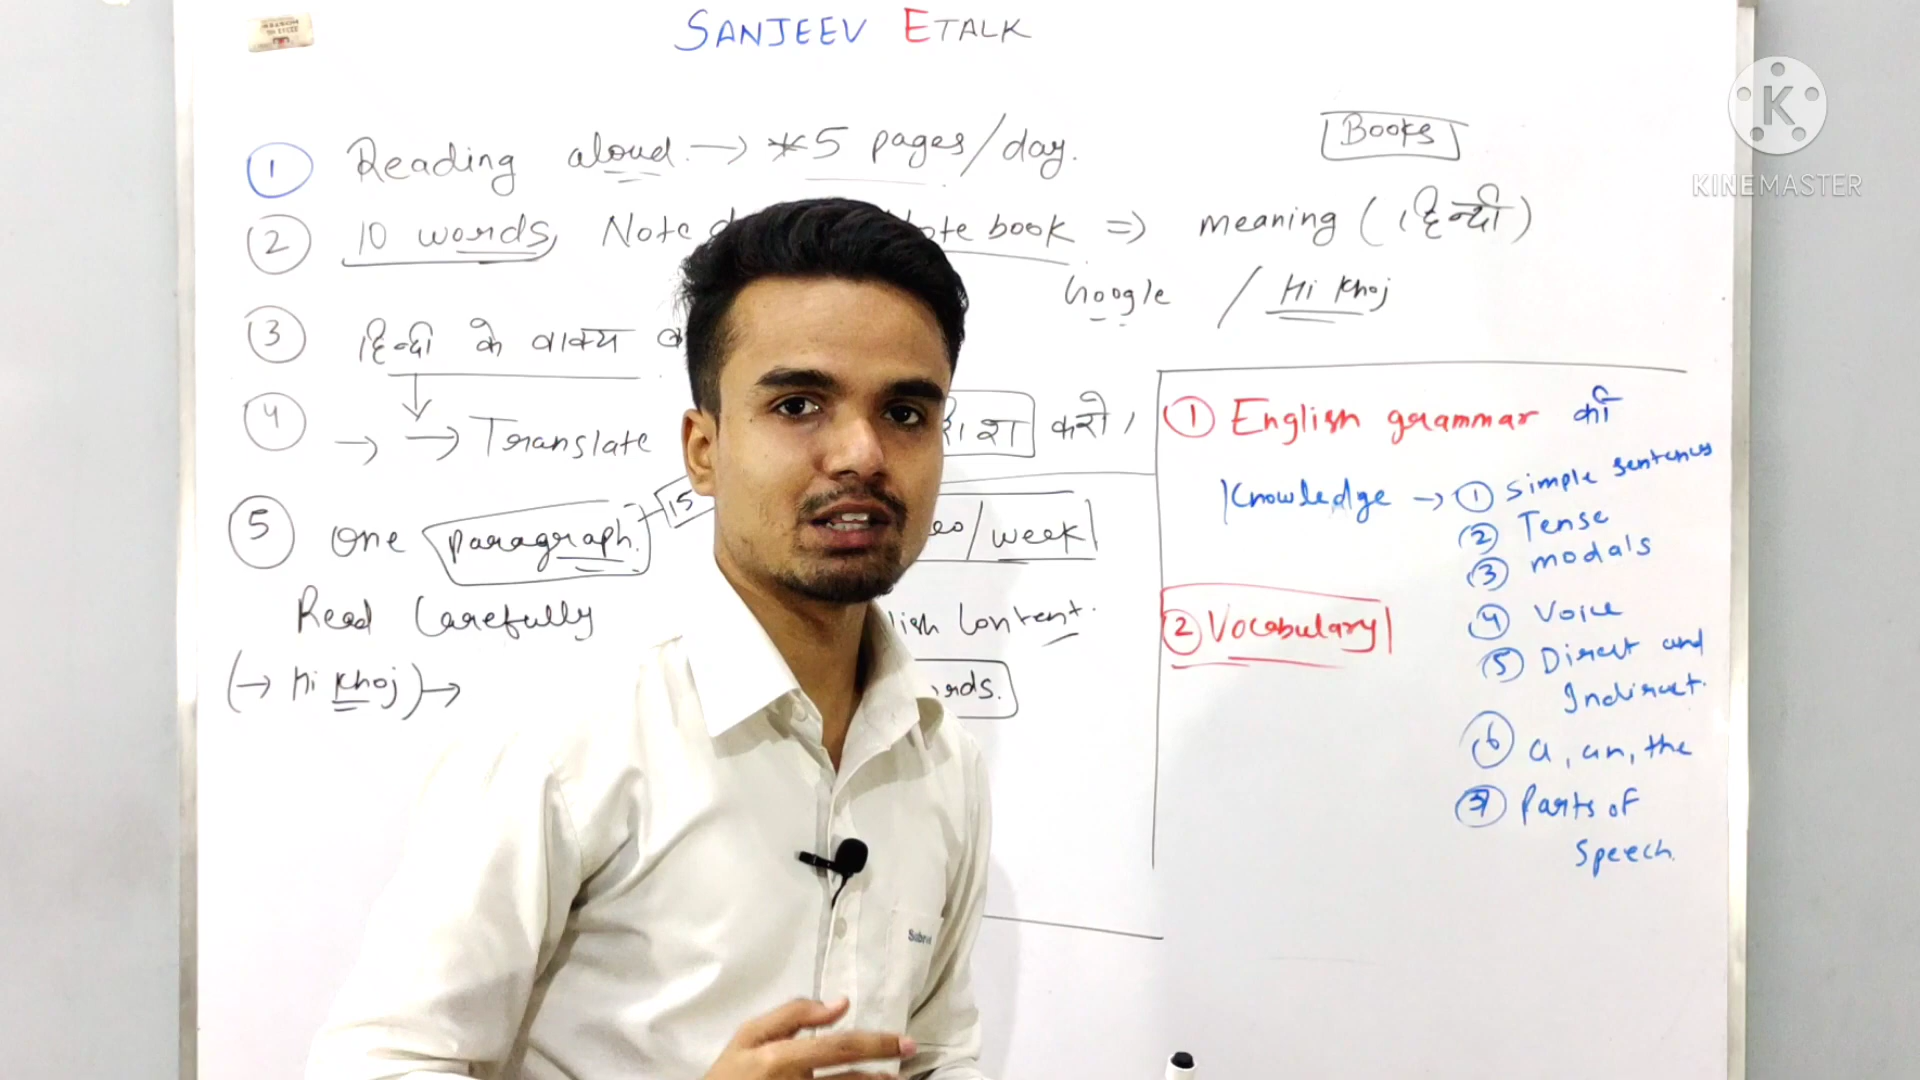 SANJEEV ETALK
Books
KINEMASTER
1 Reading aloud. → *5 pages/day.
2 10 words, Note book ⇒ meaning (हिन्दी)
Google / Hi Khoj
3 हिन्दी के वाक्य
4 → → Translate करो।
5 One paragraph. 15 /week
Read Carefully Content.
(→ Hi Khoj) →
1 English grammar की
Knowledge → 1 Simple sentences
2 Tense
3 modals
4 Voice
5 Direct and
Indirect.
6 a, an, the
7 Parts of
Speech.
2 Vocabulary